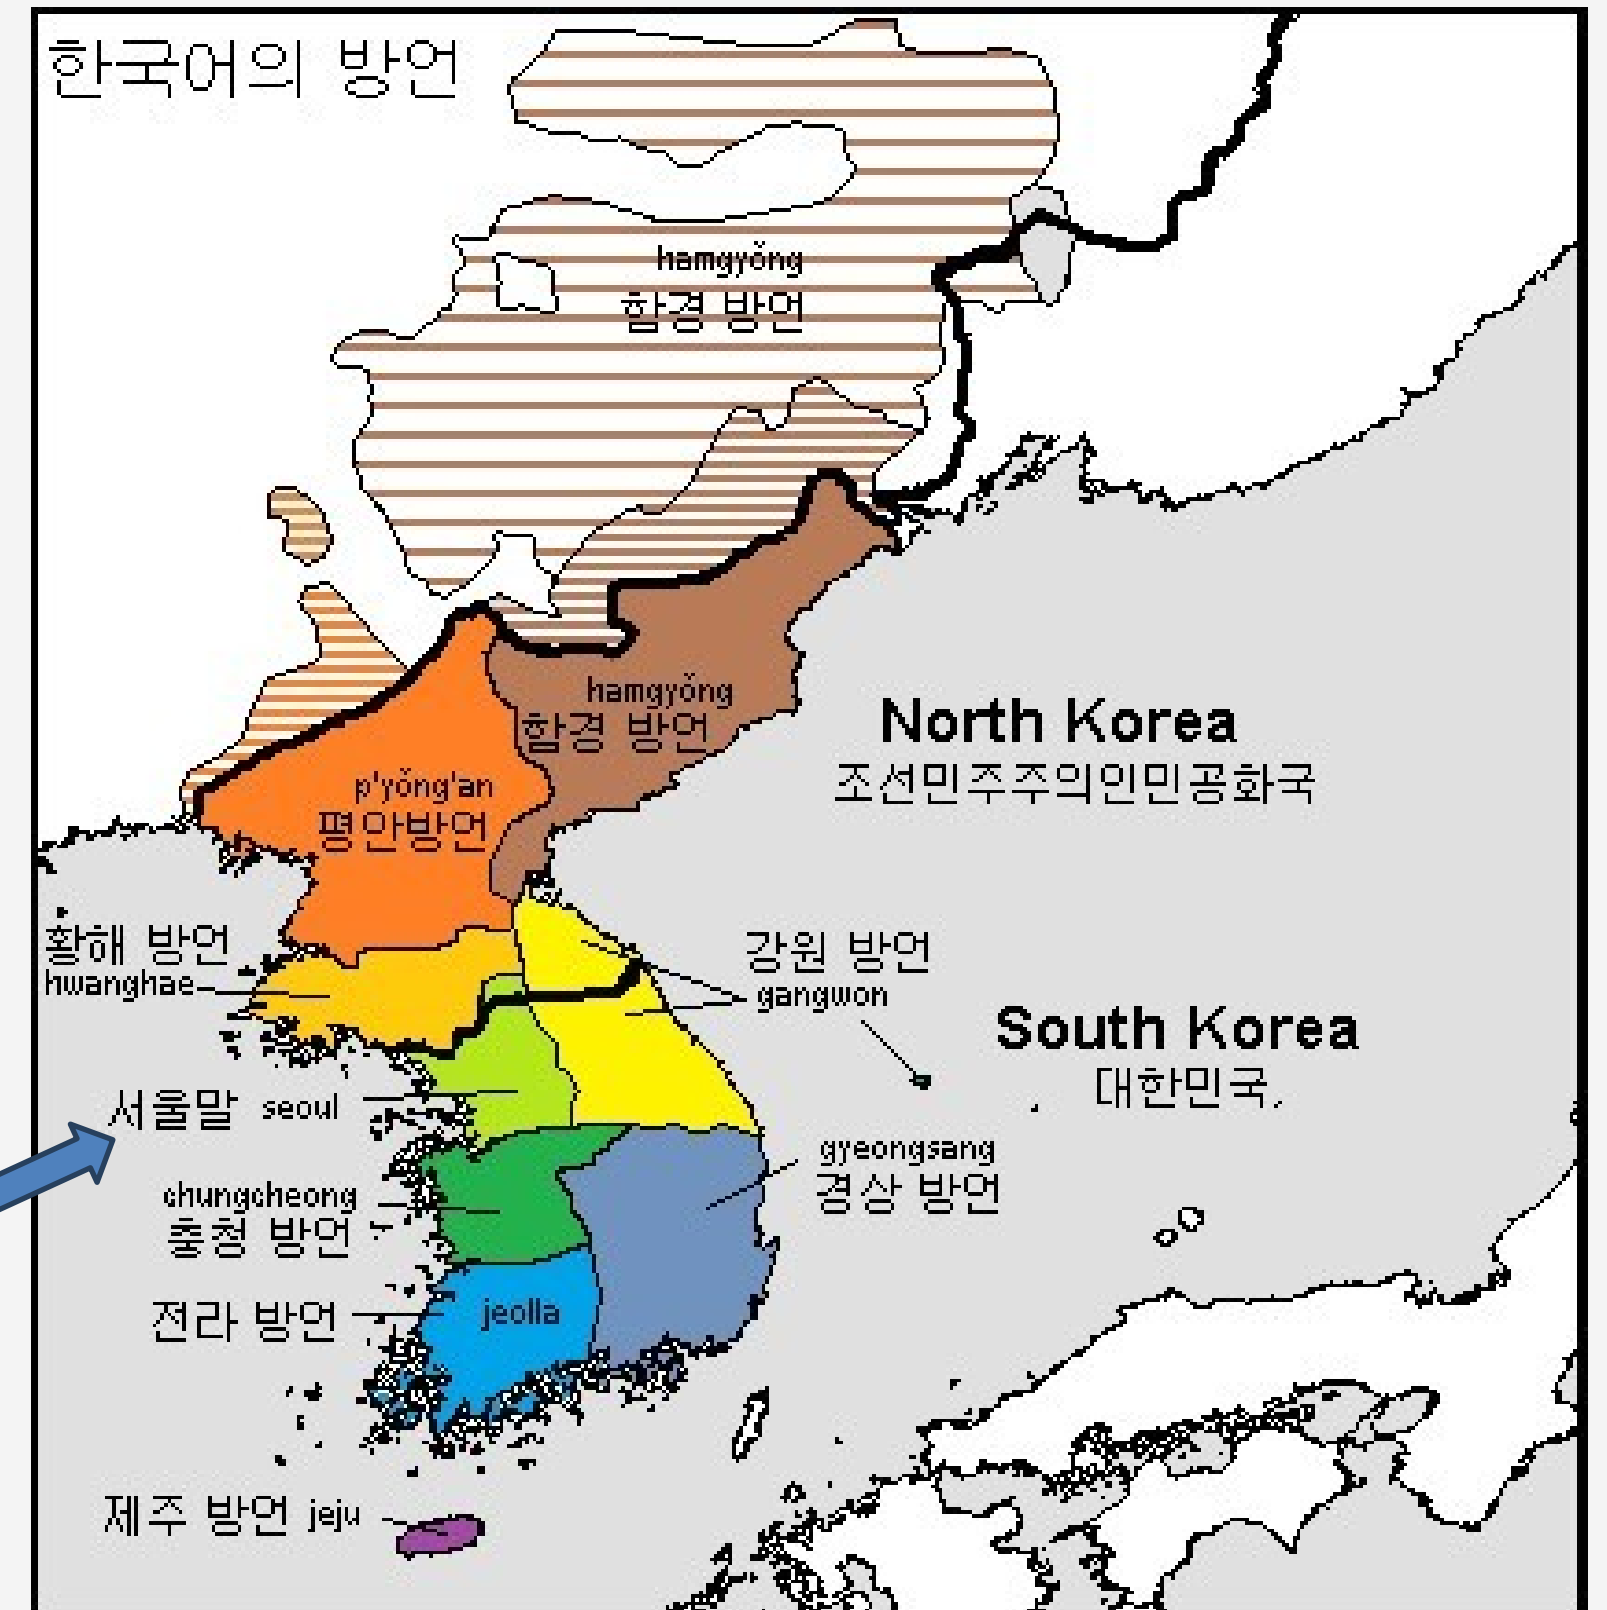 한국어의 방언
hamgyǒng
함경 방언
hamgyǒng
함경 방언
North Korea
조선민주주의인민공화국
p'yǒng'an
평안방언
황해 방언
hwanghae
강원 방언
gangwon
South Korea
대한민국
서울말 seoul
gyeongsang
경상 방언
chungcheong
충청 방언
전라 방언
jeolla
제주 방언 jeju